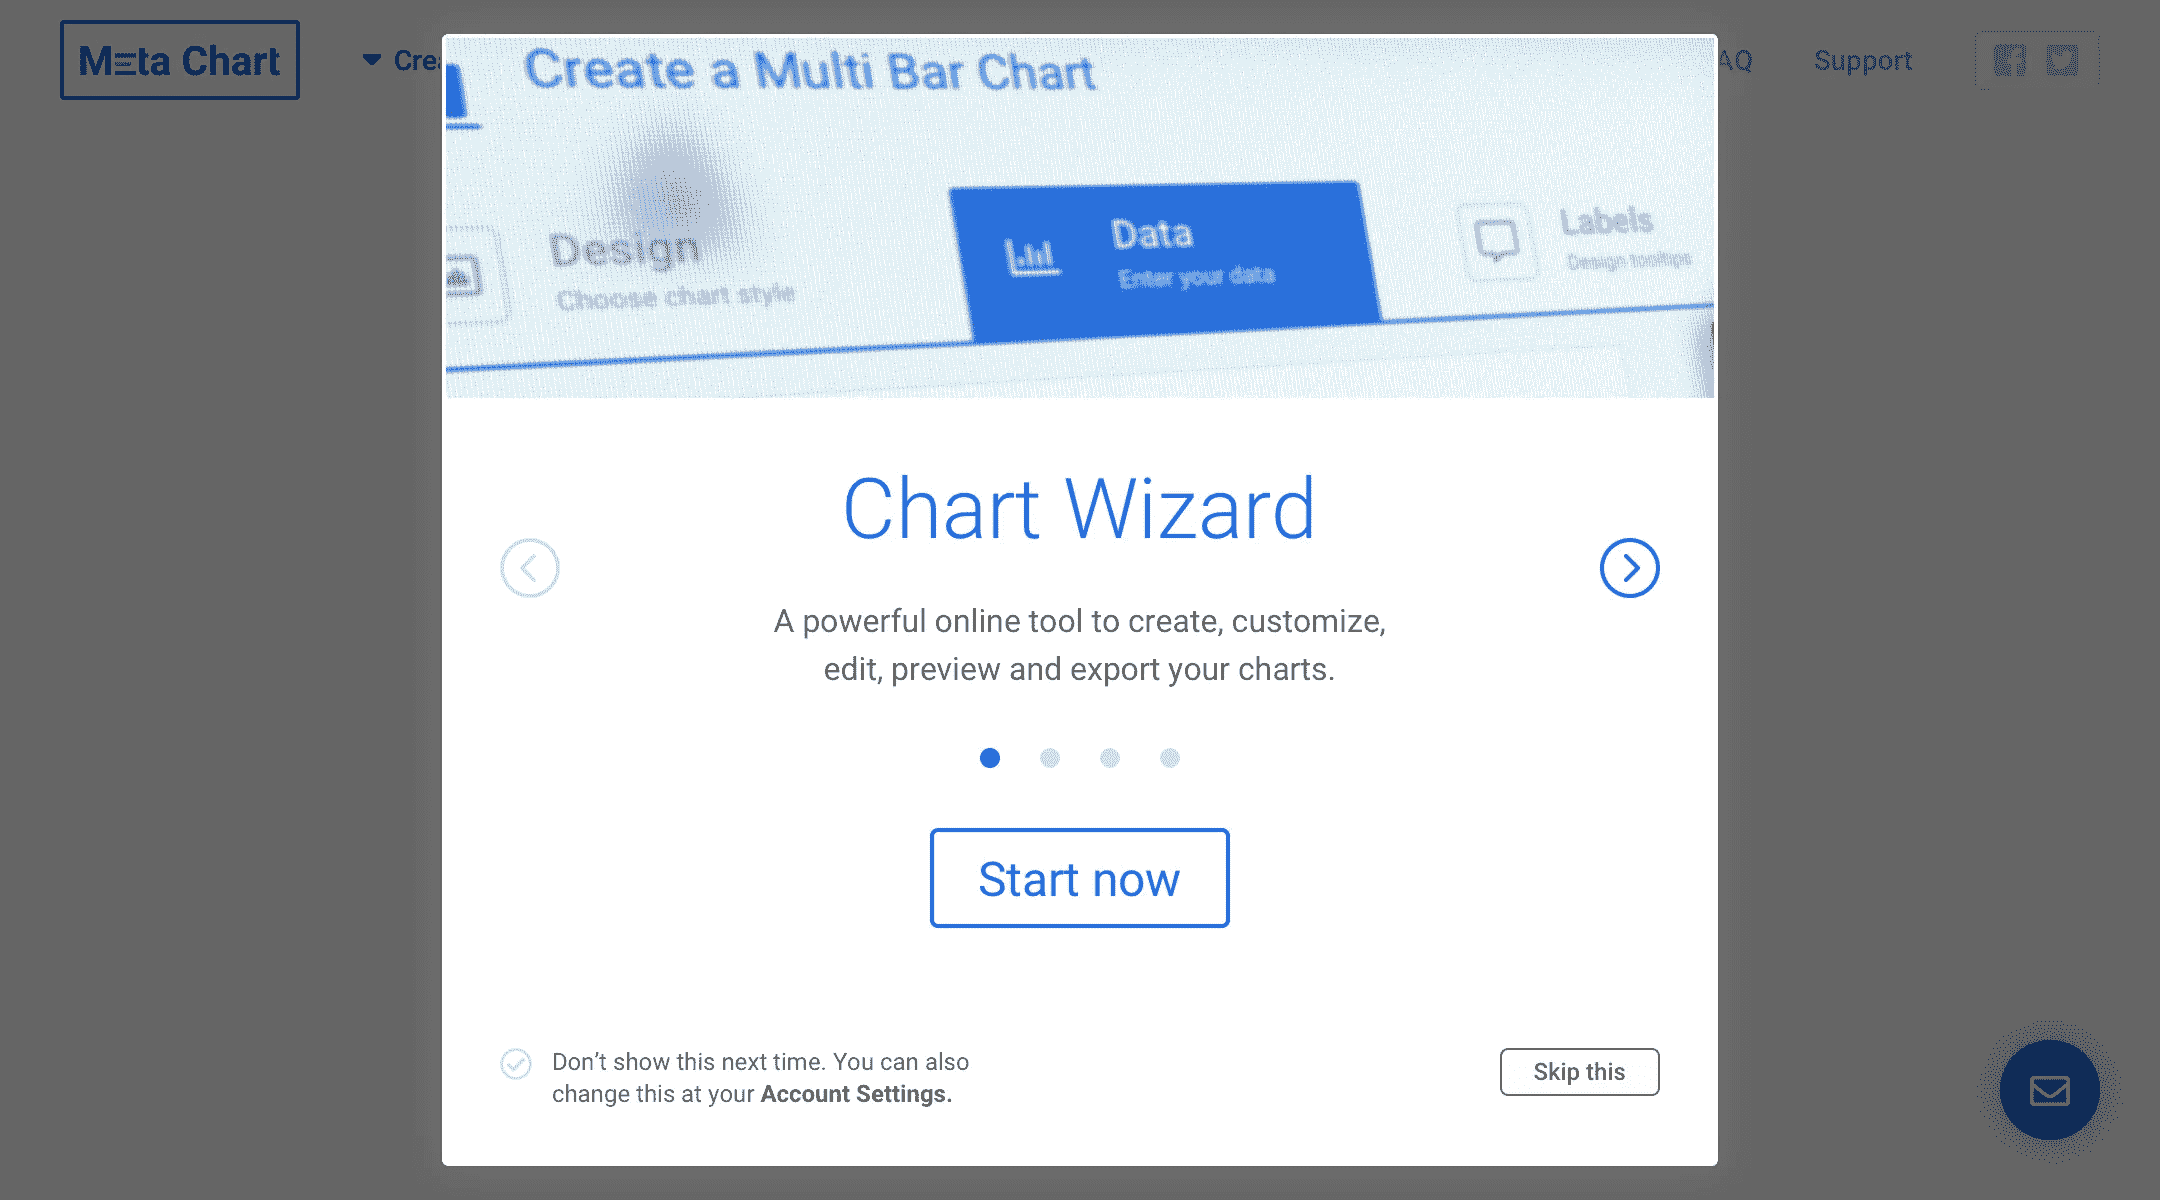 Meta Chart
Crea
AQ
Support
Create a Multi Bar Chart
Design
Choose chart style
Data
Enter your data
Labels
Design tooltips
Chart Wizard
A powerful online tool to create, customize,
edit, preview and export your charts.
Start now
Don’t show this next time. You can also
change this at your Account Settings.
Skip this